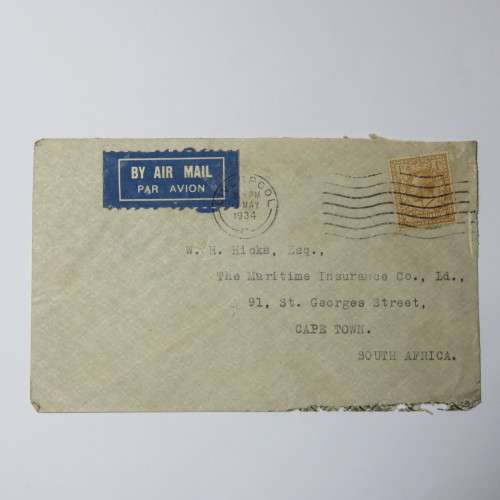 BY AIR MAIL
PAR AVION
PM
MAY
1934
W. H. Hicks, Esq.,
The Maritime Insurance Co., Ld.,
91, St. Georges Street,
CAPE TOWN.
SOUTH AFRICA.